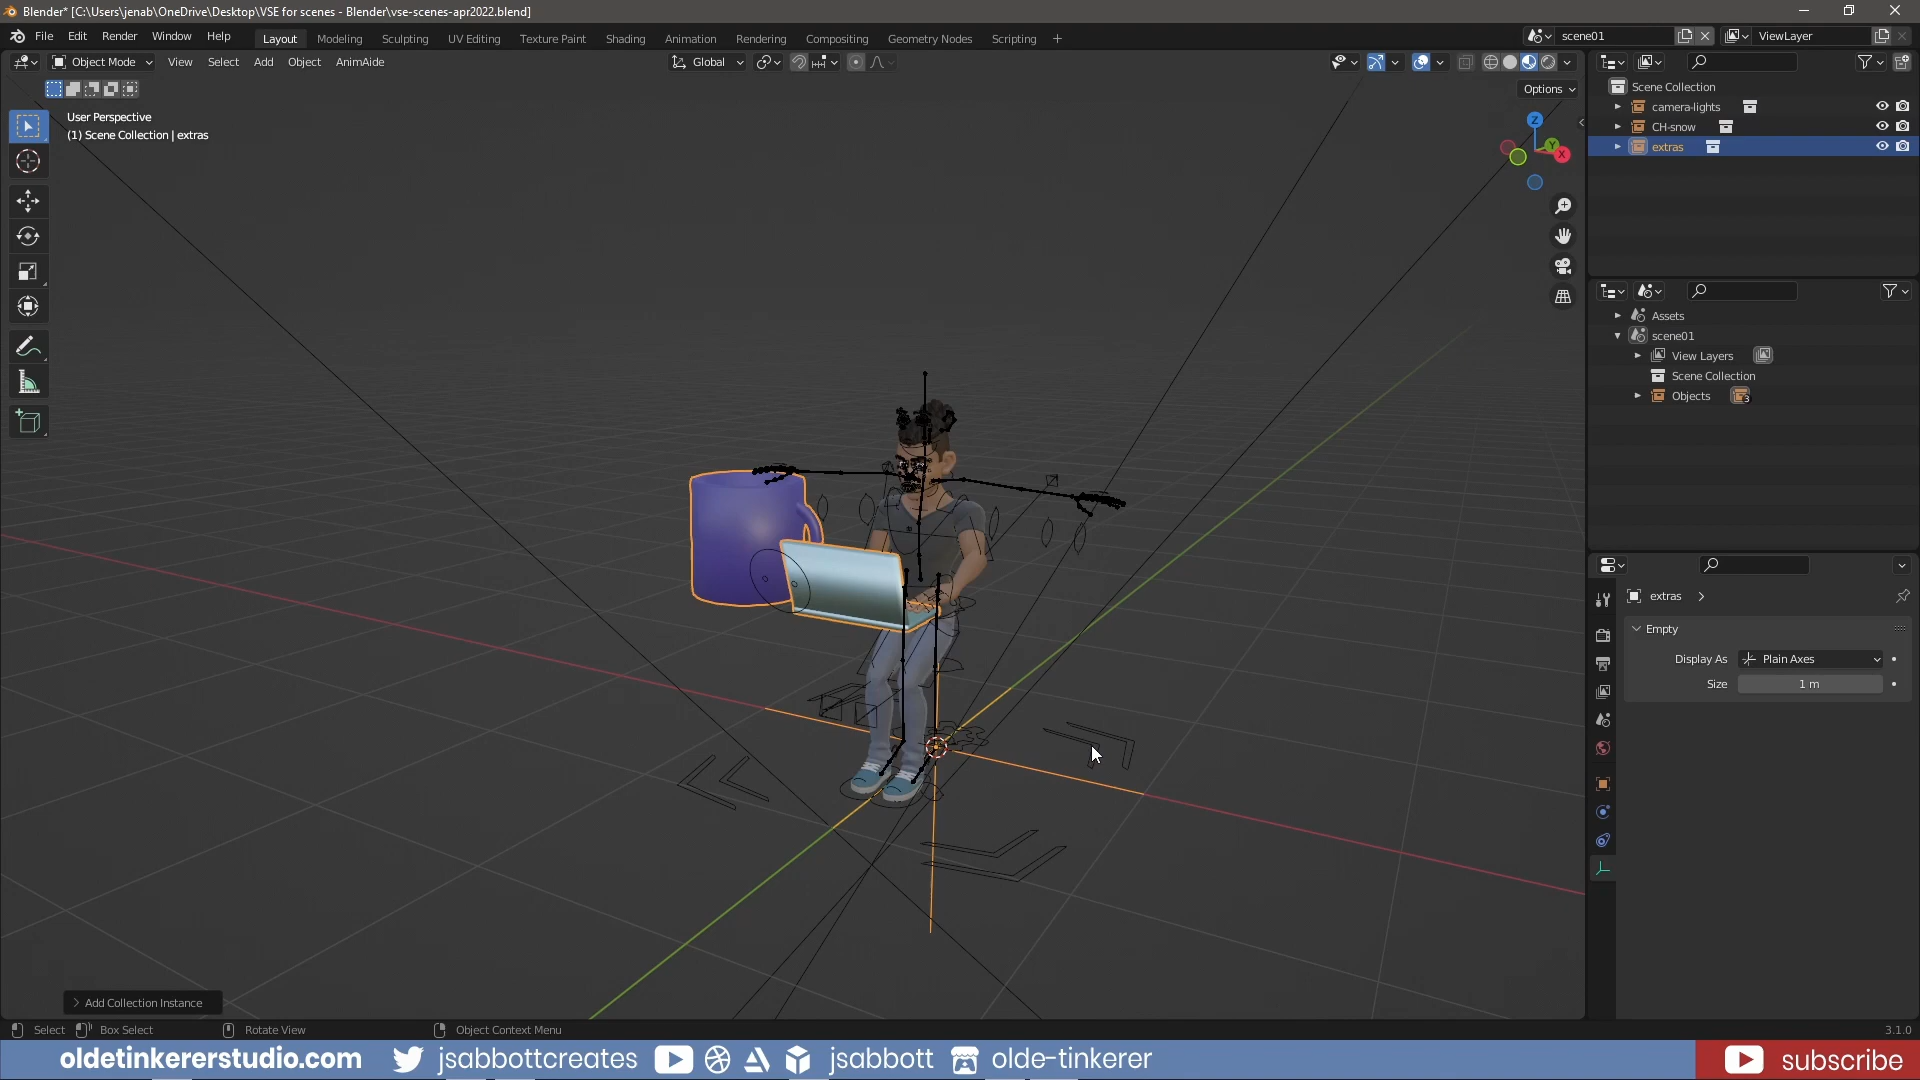 Blender* [C:\Users\jenab\OneDrive\Desktop\VSE for scenes - Blender\vse-scenes-apr2022.blend]
File Edit Render Window Help Layout Modeling Sculpting UV Editing Texture Paint Shading Animation Rendering Compositing Geometry Nodes Scripting + scene01 ViewLayer
Object Mode View Select Add Object AnimAide Global
Options
User Perspective
(1) Scene Collection | extras
Z
Y
X
Scene Collection
camera-lights
CH-snow
extras
Assets
scene01
View Layers
Scene Collection
Objects 3
extras
Empty
Display As Plain Axes
Size 1 m
Add Collection Instance
Select Box Select Rotate View Object Context Menu 3.1.0
oldetinkererstudio.com jsabbottcreates jsabbott olde-tinkerer subscribe